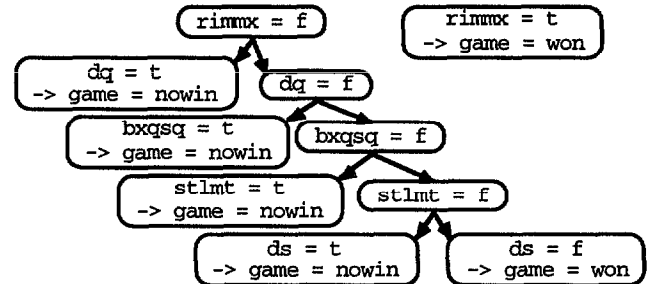 rimmx = f
rimmx = t
-> game = won
dq = t
-> game = nowin
dq = f
bxqsq = t
-> game = nowin
bxqsq = f
stlmt = t
-> game = nowin
stlmt = f
ds = t
-> game = nowin
ds = f
-> game = won